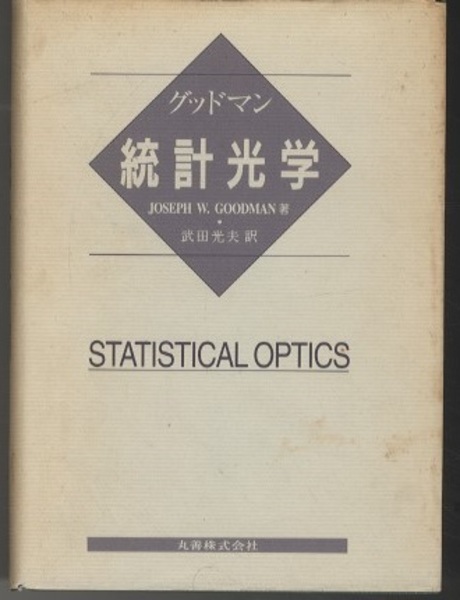 グッドマン
統計光学
JOSEPH W. GOODMAN 著
武田光夫 訳
STATISTICAL OPTICS
丸善株式会社